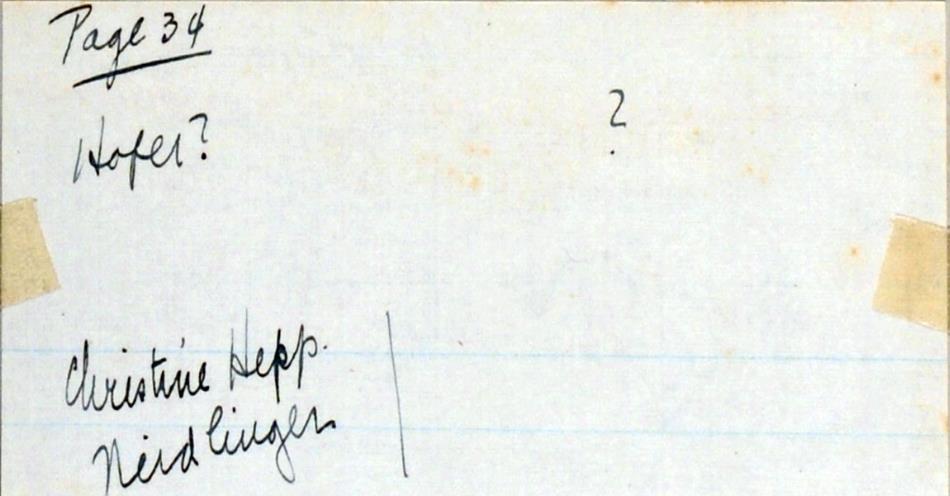 Page 34
Hofer? ?
Christine Hepp.
Neidlinger